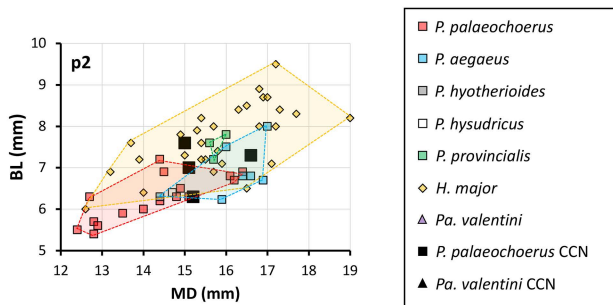 p2
BL (mm)
10
9
8
7
6
5
12 13 14 15 16 17 18 19
MD (mm)
P. palaeochoerus
P. aegaeus
P. hyotherioides
P. hysudricus
P. provincialis
H. major
Pa. valentini
P. palaeochoerus CCN
Pa. valentini CCN